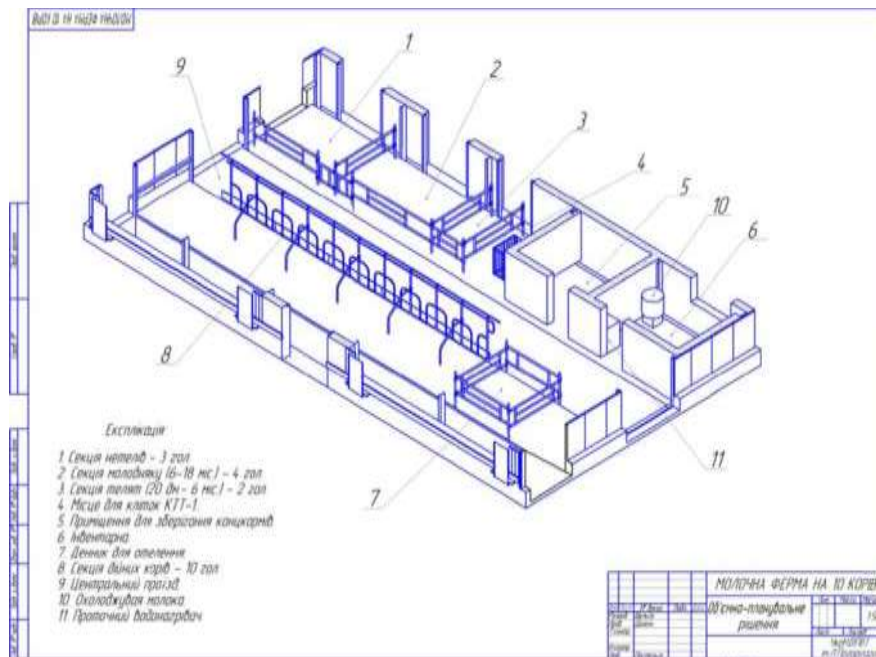 1
2
3
4
5
10
6
9
8
7
11
Експлікація
1 Секція нетелів - 3 гол
2 Секція молодняку (6-18 міс.) - 4 гол
3 Секція телят (20 дн - 6 міс.) - 2 гол
4 Місце для кліток КТТ-1
5 Приміщення для зберігання концкормів
6 Інвентарна
7 Денник для отелення
8 Секція дійних корів - 10 гол
9 Центральний проїзд
10 Охолоджувач молока
11 Проточний водонагрівач
МОЛОЧНА ФЕРМА НА 10 КОРІВ
Об'ємно-планувальне
рішення